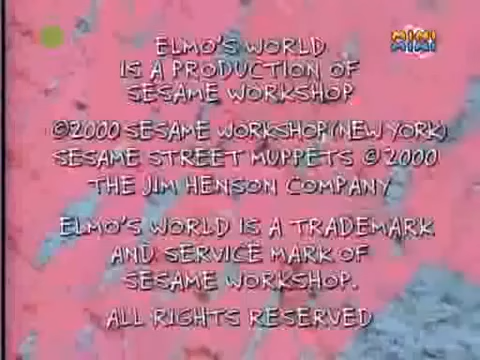 MINI
MINI
ELMO'S WORLD
IS A PRODUCTION OF
SESAME WORKSHOP
©2000 SESAME WORKSHOP(NEW YORK)
SESAME STREET MUPPETS © 2000
THE JIM HENSON COMPANY
ELMO'S WORLD IS A TRADEMARK
AND SERVICE MARK OF
SESAME WORKSHOP.
ALL RIGHTS RESERVED